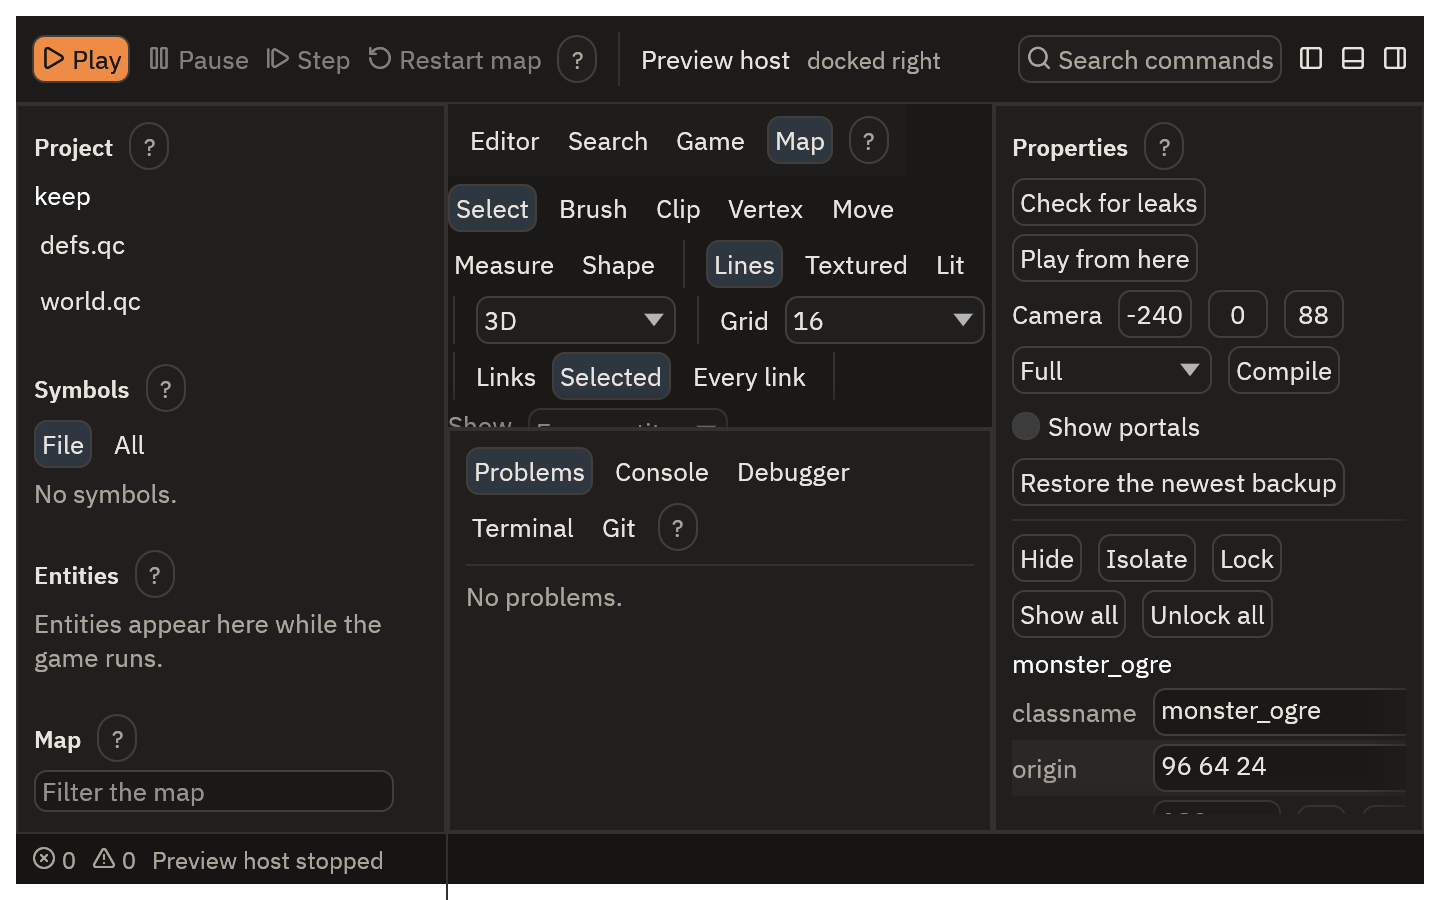 Play Pause Step Restart map ? Preview host docked right Search commands
Project ?
keep
defs.qc
world.qc
Symbols ?
File All
No symbols.
Entities ?
Entities appear here while the
game runs.
Map ?
Filter the map
Editor Search Game Map ?
Select Brush Clip Vertex Move
Measure Shape Lines Textured Lit
3D Grid 16
Links Selected Every link
Show
Problems Console Debugger
Terminal Git ?
No problems.
Properties ?
Check for leaks
Play from here
Camera -240 0 88
Full Compile
Show portals
Restore the newest backup
Hide Isolate Lock
Show all Unlock all
monster_ogre
classname monster_ogre
origin 96 64 24
0 0 Preview host stopped